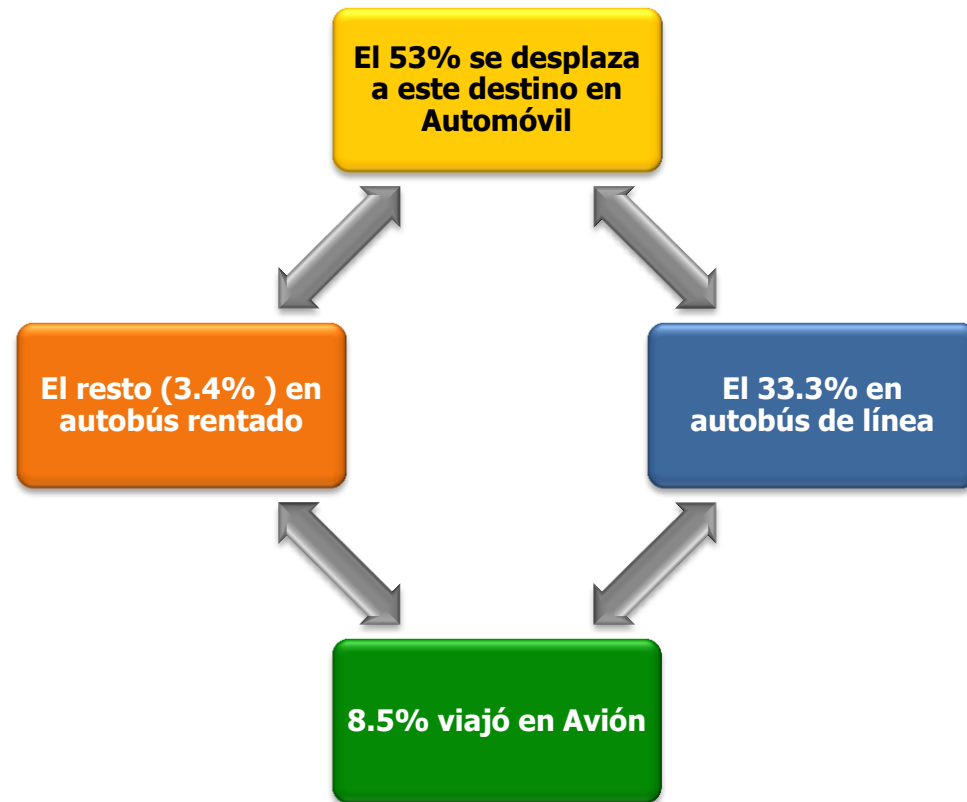 El 53% se desplaza
a este destino en
Automóvil
El resto (3.4% ) en
autobús rentado
El 33.3% en
autobús de línea
8.5% viajó en Avión